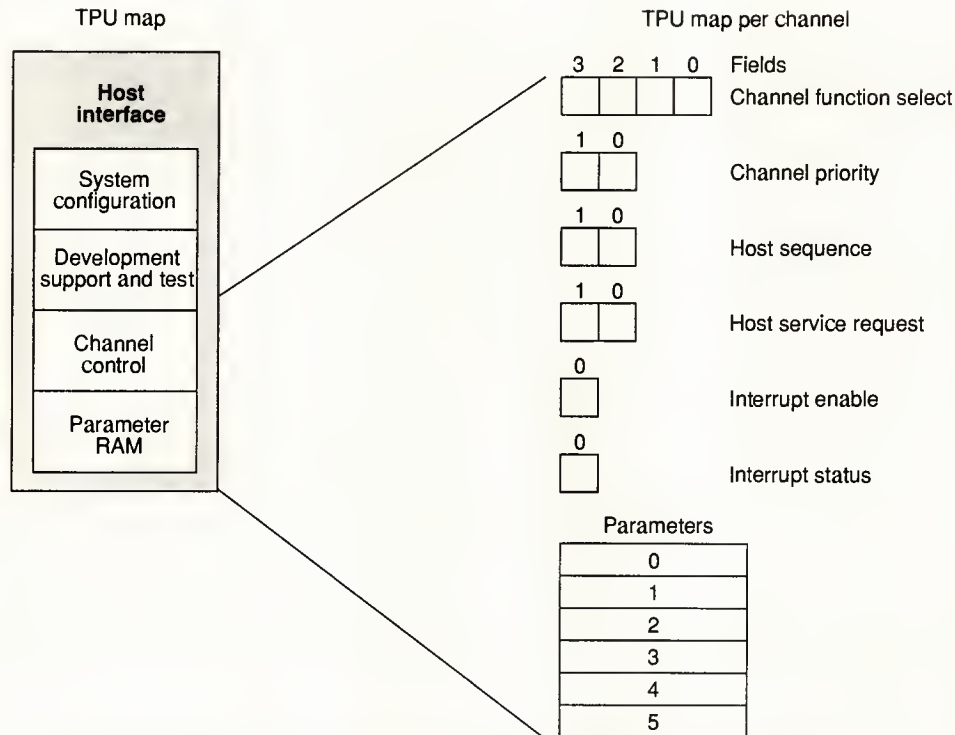 TPU map
Host
interface
System
configuration
Development
support and test
Channel
control
Parameter
RAM
TPU map per channel
3 2 1 0 Fields
Channel function select
1 0
Channel priority
1 0
Host sequence
1 0
Host service request
0
Interrupt enable
0
Interrupt status
Parameters
0
1
2
3
4
5